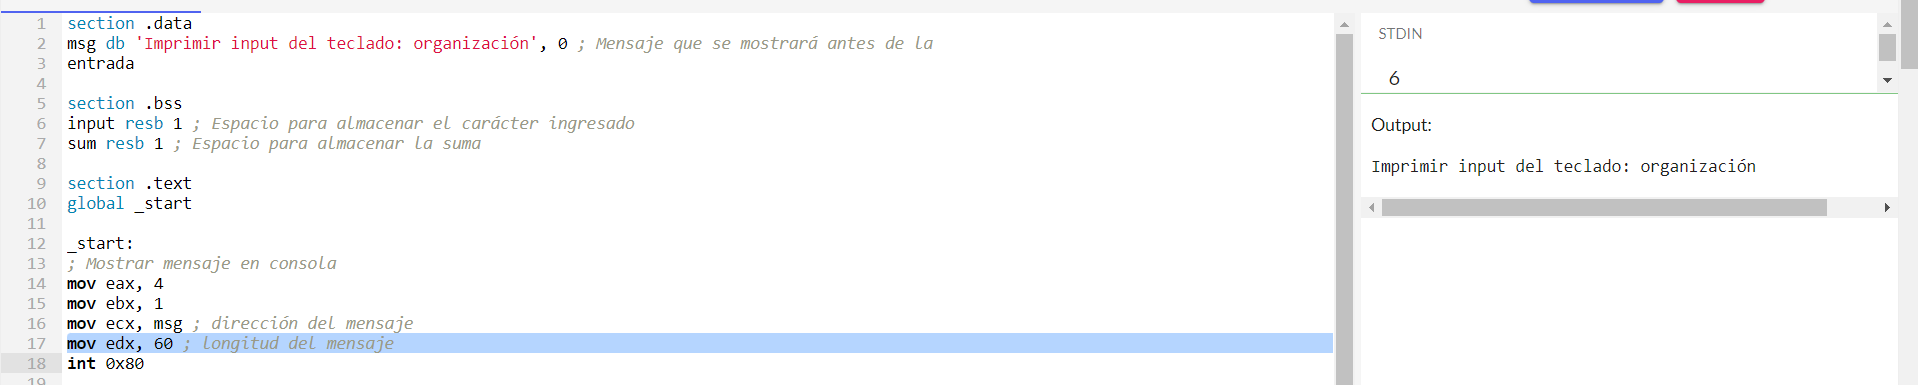 1 section .data
2 msg db 'Imprimir input del teclado: organización', 0 ; Mensaje que se mostrará antes de la
3 entrada
4
5 section .bss
6 input resb 1 ; Espacio para almacenar el carácter ingresado
7 sum resb 1 ; Espacio para almacenar la suma
8
9 section .text
10 global _start
11
12 _start:
13 ; Mostrar mensaje en consola
14 mov eax, 4
15 mov ebx, 1
16 mov ecx, msg ; dirección del mensaje
17 mov edx, 60 ; longitud del mensaje
18 int 0x80
19
STDIN
6
Output:
Imprimir input del teclado: organización